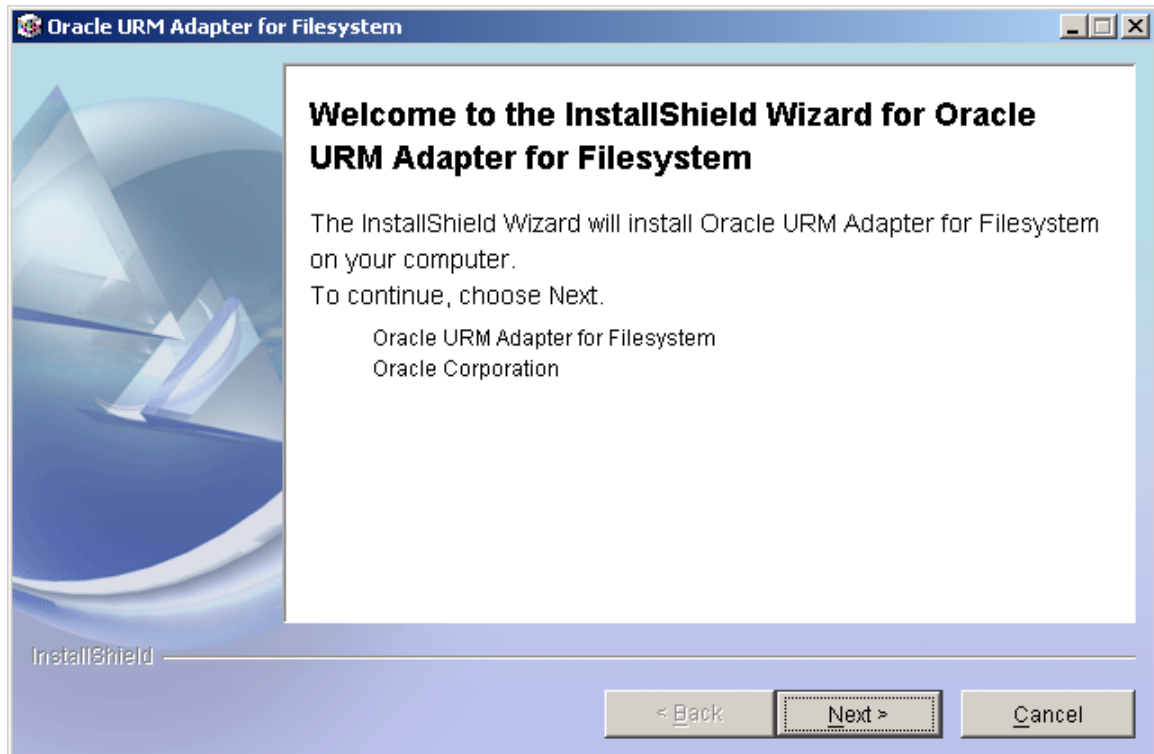 Oracle URM Adapter for Filesystem
Welcome to the InstallShield Wizard for Oracle
URM Adapter for Filesystem
The InstallShield Wizard will install Oracle URM Adapter for Filesystem
on your computer.
To continue, choose Next.
Oracle URM Adapter for Filesystem
Oracle Corporation
InstallShield
< Back
Next >
Cancel